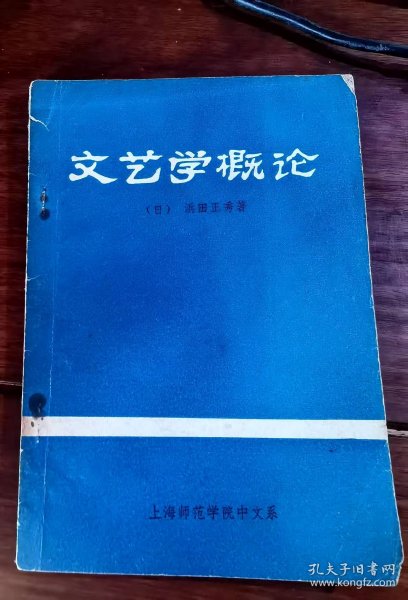 文艺学概论
（日） 浜田正秀著
上海师范学院中文系
孔夫子旧书网
www.kongfz.com